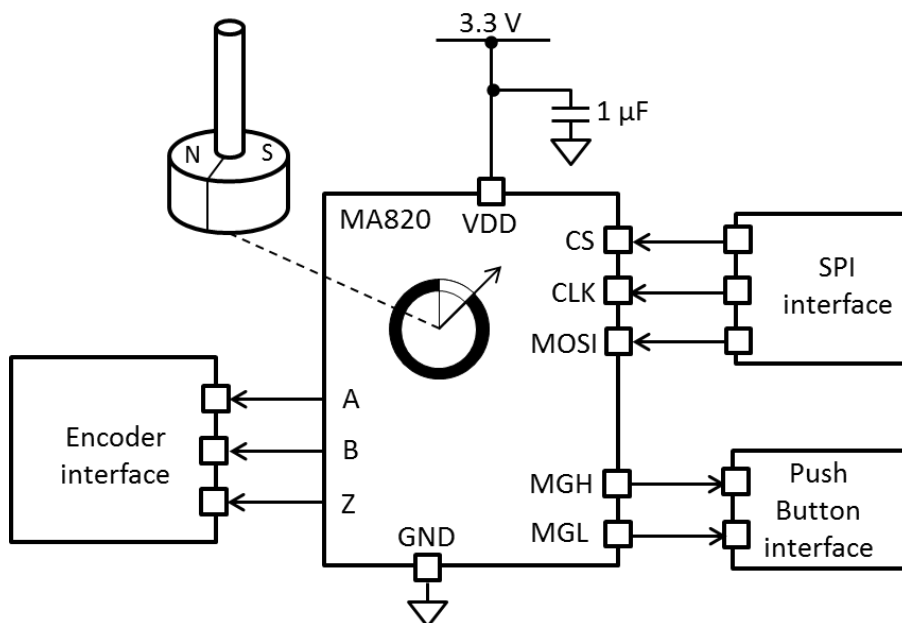 3.3 V
1 µF
N S
MA820
VDD
CS
CLK
MOSI
SPI
interface
A
B
Z
Encoder
interface
MGH
MGL
Push
Button
interface
GND